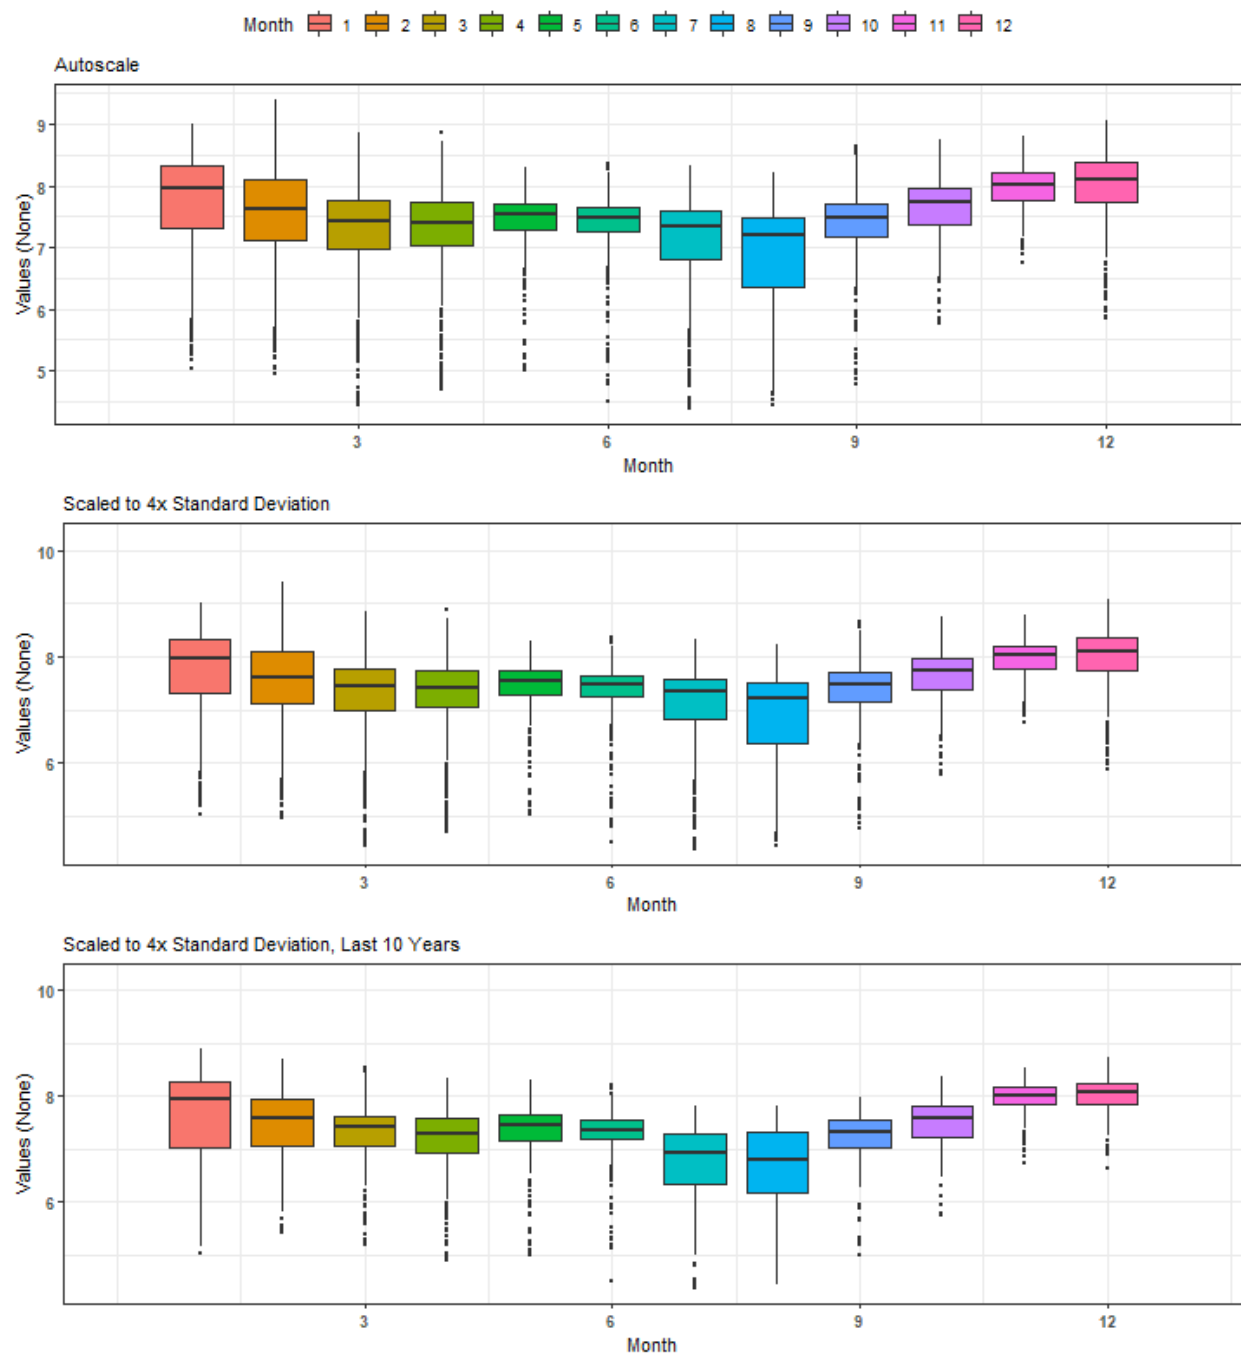 Month 1 2 3 4 5 6 7 8 9 10 11 12
Autoscale
Values (None)
9
8
7
6
5
3 6 9 12
Month
Scaled to 4x Standard Deviation
Values (None)
10
8
6
3 6 9 12
Month
Scaled to 4x Standard Deviation, Last 10 Years
Values (None)
10
8
6
3 6 9 12
Month